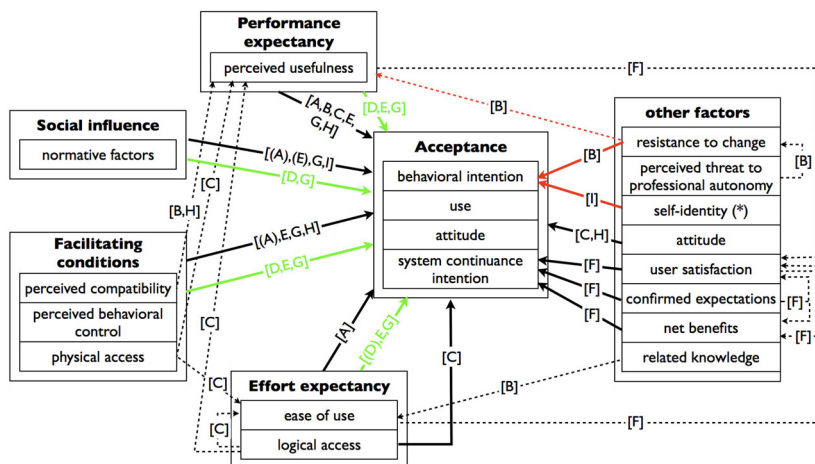 Performance
expectancy
perceived usefulness
[F]
[A,B,C,E,
G,H]
[D,E,G]
[B]
other factors
resistance to change
perceived threat to
professional autonomy
self-identity (*)
attitude
user satisfaction
confirmed expectations
net benefits
related knowledge
[B]
Social influence
normative factors
[(A),(E),G,I]
[D,G]
[C]
[B,H]
Acceptance
behavioral intention
use
attitude
system continuance
intention
[B]
[I]
[C,H]
[F]
[F]
[F]
[F]
[F]
Facilitating
conditions
perceived compatibility
perceived behavioral
control
physical access
[(A),E,G,H]
[D,E,G]
[C]
[A]
[(D),E,G]
[C]
[C]
[B]
Effort expectancy
ease of use
logical access
[C]
[F]